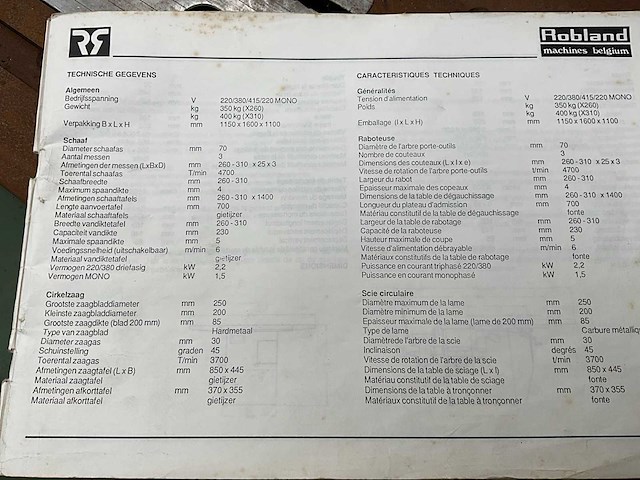 RR
Robland
machines belgium
TECHNISCHE GEGEVENS
Algemeen
Bedrijfsspanning V 220/380/415/220 MONO
Gewicht kg 350 kg (X260)
kg 400 kg (X310)
Verpakking B x L x H mm 1150 x 1600 x 1100
Schaaf
Diameter schaafas mm 70
Aantal messen 3
Afmetingen der messen (LxBxD) mm 260-310 x 25 x 3
Toerental schaafas T/min 4700
Schaafbreedte mm 260-310
Maximum spaandikte mm 4
Afmetingen schaaftafels mm 260-310 x 1400
Lengte aanvoertafel mm 700
Materiaal schaaftafels gietijzer
Breedte vandiktetafel mm 260-310
Capaciteit vandikte mm 230
Maximale spaandikte mm 5
Voedingssnelheid (uitschakelbaar) m/min 6
Materiaal vandiktetafel gietijzer
Vermogen 220/380 driefasig kW 2,2
Vermogen MONO kW 1,5
Cirkelzaag
Grootste zaagbladdiameter mm 250
Kleinste zaagbladdiameter mm 200
Grootste zaagdikte (blad 200 mm) mm 85
Type van zaagblad Hardmetaal
Diameter zaagas mm 30
Schuinstelling graden 45
Toerental zaagas T/min 3700
Afmetingen zaagtafel (L x B) mm 850 x 445
Materiaal zaagtafel gietijzer
Afmetingen afkorttafel mm 370 x 355
Materiaal afkorttafel gietijzer
CARACTERISTIQUES TECHNIQUES
Généralités
Tension d'alimentation V 220/380/415/220 MONO
Poids kg 350 kg (X260)
kg 400 kg (X310)
Emballage (l x L x H) mm 1150 x 1600 x 1100
Raboteuse
Diamètre de l'arbre porte-outils mm 70
Nombre de couteaux 3
Dimensions des couteaux (L x l x e) mm 260-310 x 25 x 3
Vitesse de rotation de l'arbre porte-outils t/min 4700
Largeur du rabot mm 260-310
Epaisseur maximale des copeaux mm 4
Dimensions de la table de dégauchissage mm 260-310 x 1400
Longueur du plateau d'admission mm 700
Matériau constitutif de la table de dégauchissage fonte
Largeur de la table de rabotage mm 260-310
Capacité de la raboteuse mm 230
Hauteur maximale de coupe mm 5
Vitesse d'alimentation débrayable m/min 6
Matériaux constitutifs de la table de rabotage fonte
Puissance en courant triphasé 220/380 kW 2,2
Puissance en courant monophasé kW 1,5
Scie circulaire
Diamètre maximum de la lame mm 250
Diamètre minimum de la lame mm 200
Epaisseur maximale de la lame (lame de 200 mm) mm 85
Type de lame Carbure métalliq
Diamètrede l'arbre de la scie mm 30
Inclinaison degrés 45
Vitesse de rotation de l'arbre de la scie t/min 3700
Dimensions de la table de sciage (L x l) mm 850 x 445
Matériau constitutif de la table de sciage fonte
Dimensions de la table à tronçonner mm 370 x 355
Matériaux constitutif de la table à tronçonner fonte